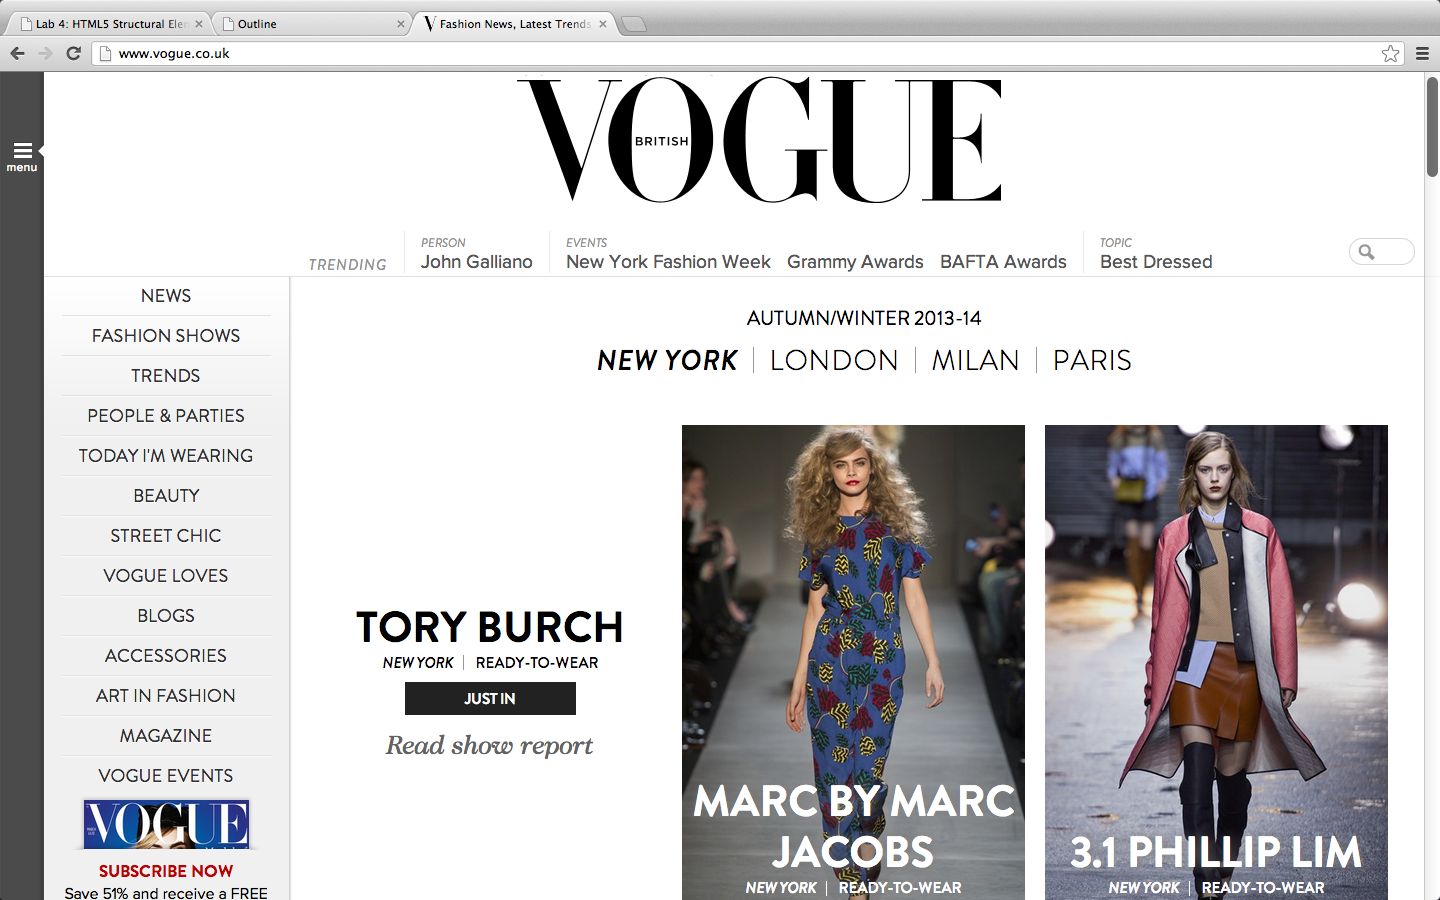 Lab 4: HTML5 Structural Ele
Outline
Fashion News, Latest Trends
www.vogue.co.uk
menu
VOGUE
BRITISH
TRENDING
PERSON
John Galliano
EVENTS
New York Fashion Week Grammy Awards BAFTA Awards
TOPIC
Best Dressed
NEWS
FASHION SHOWS
TRENDS
PEOPLE & PARTIES
TODAY I'M WEARING
BEAUTY
STREET CHIC
VOGUE LOVES
BLOGS
ACCESSORIES
ART IN FASHION
MAGAZINE
VOGUE EVENTS
VOGUE
SUBSCRIBE NOW
Save 51% and receive a FREE
AUTUMN/WINTER 2013-14
NEW YORK | LONDON | MILAN | PARIS
TORY BURCH
NEW YORK | READY-TO-WEAR
JUST IN
Read show report
MARC BY MARC
JACOBS
NEW YORK | READY-TO-WEAR
3.1 PHILLIP LIM
NEW YORK | READY-TO-WEAR